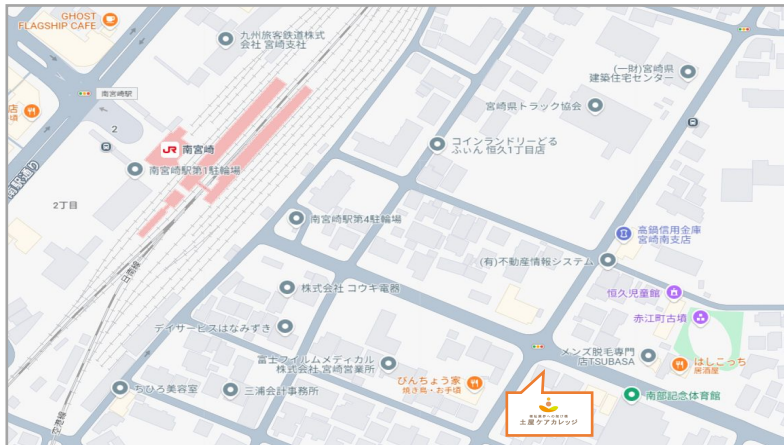 GHOST
FLAGSHIP CAFE
九州旅客鉄道株式
会社 宮崎支社
(一財)宮崎県
建築住宅センター
南宮崎駅
店
頃
2
宮崎県トラック協会
コインランドリーどる
ふぃん 恒久1丁目店
JR 南宮崎
南宮崎駅第1駐輪場
南駅通り
2丁目
南宮崎駅第4駐輪場
高鍋信用金庫
宮崎南支店
(有)不動産情報システム
日南線
株式会社 コウキ電器
恒久児童館
赤江町古墳
デイサービスはなみずき
富士フイルムメディカル
株式会社 宮崎営業所
メンズ脱毛専門
店TSUBASA
はしこっち
居酒屋
びんちょう家
焼き鳥・お手頃
ちひろ美容室
三浦会計事務所
南部記念体育館
土屋ケアカレッジ
空港線